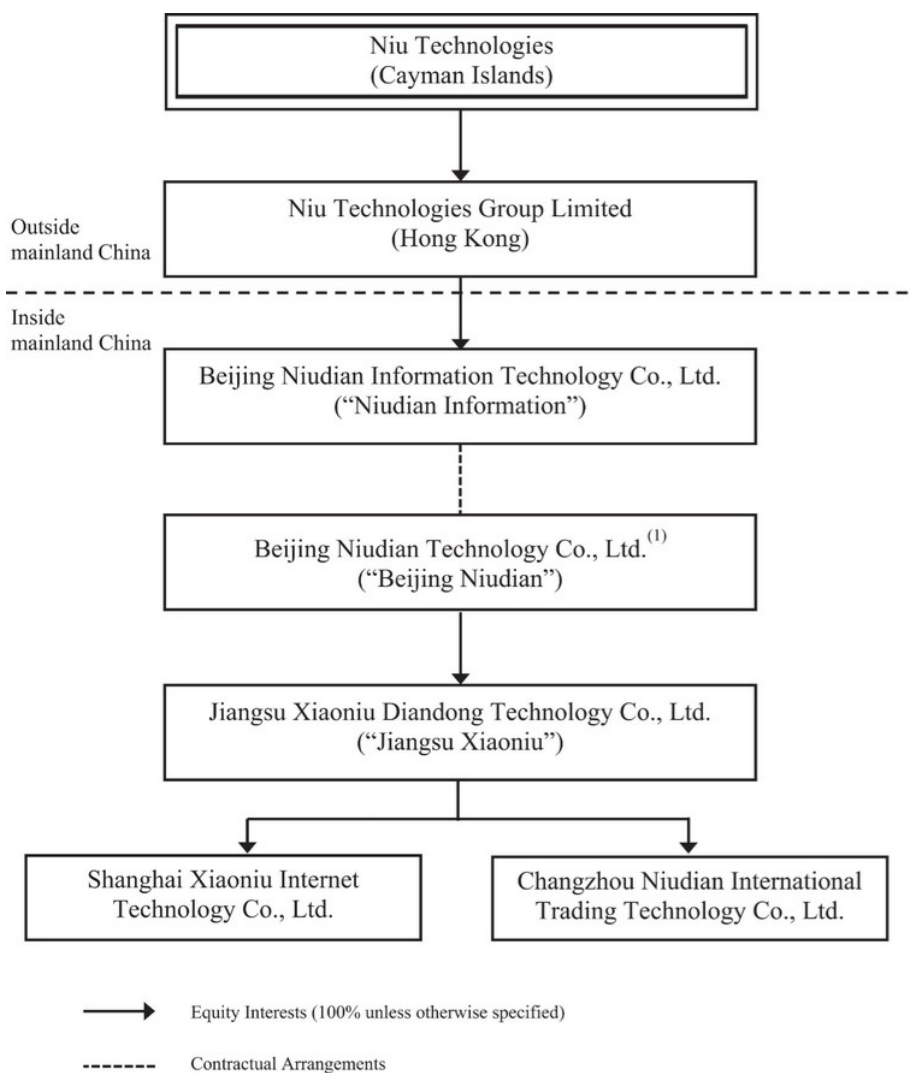 Niu Technologies
(Cayman Islands)
Niu Technologies Group Limited
(Hong Kong)
Outside
mainland China
Inside
mainland China
Beijing Niudian Information Technology Co., Ltd.
(“Niudian Information”)
Beijing Niudian Technology Co., Ltd.(1)
(“Beijing Niudian”)
Jiangsu Xiaoniu Diandong Technology Co., Ltd.
(“Jiangsu Xiaoniu”)
Shanghai Xiaoniu Internet
Technology Co., Ltd.
Changzhou Niudian International
Trading Technology Co., Ltd.
Equity Interests (100% unless otherwise specified)
Contractual Arrangements